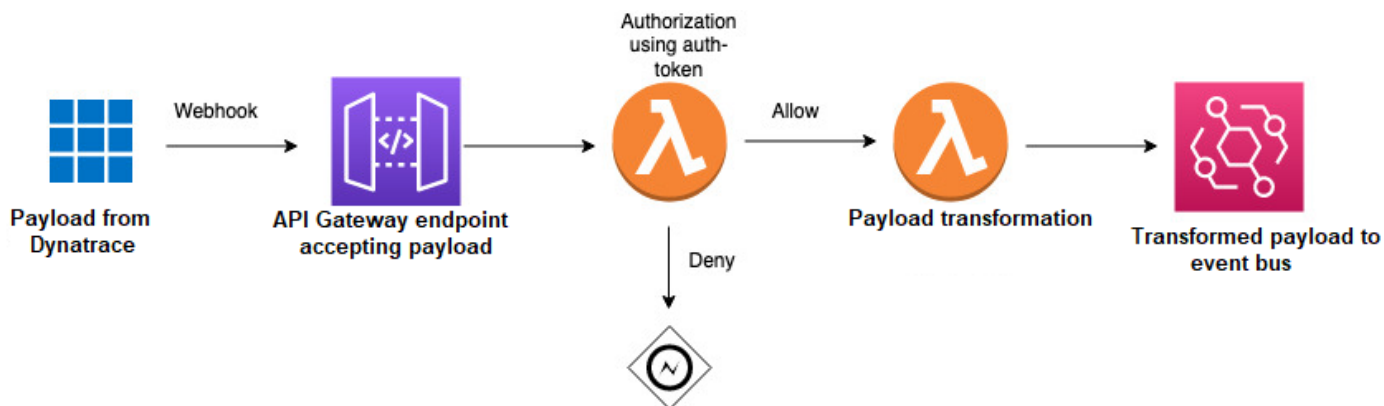 Authorization
using auth-
token
Webhook
Allow
Payload from
Dynatrace
API Gateway endpoint
accepting payload
Payload transformation
Transformed payload to
event bus
Deny